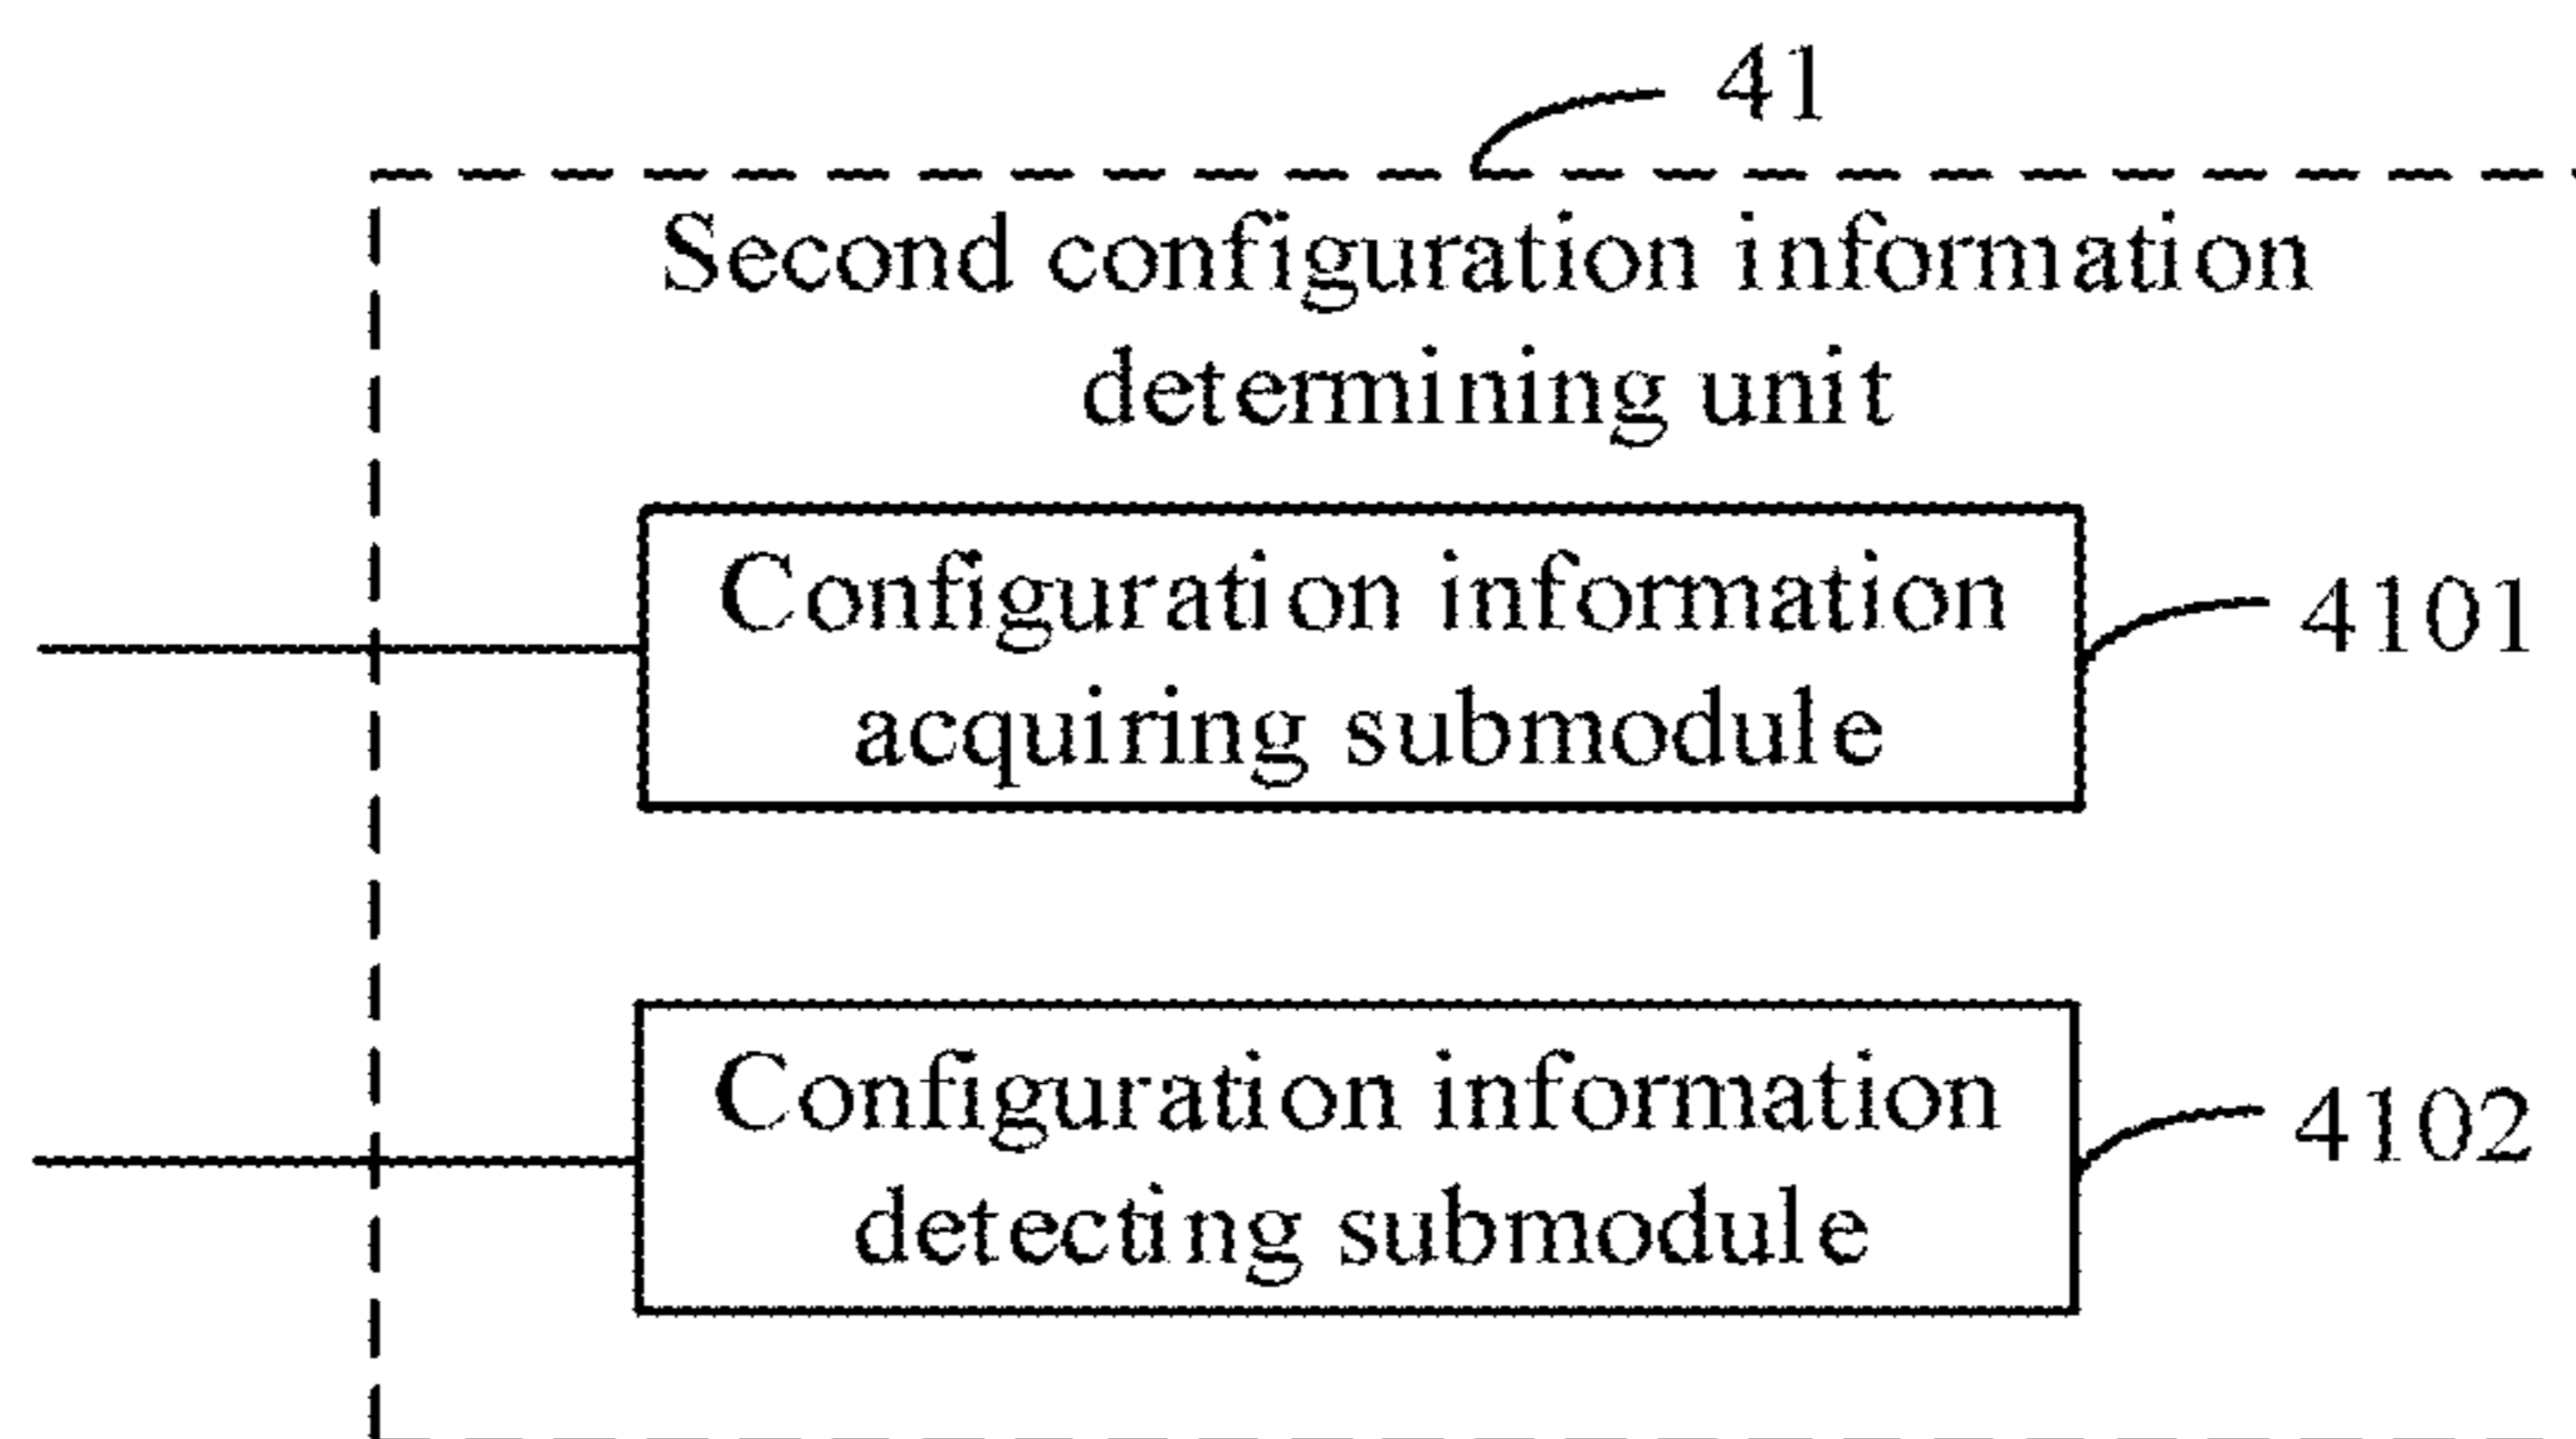 41
Second configuration information
determining unit
Configuration information
acquiring submodule
4101
Configuration information
detecting submodule
4102